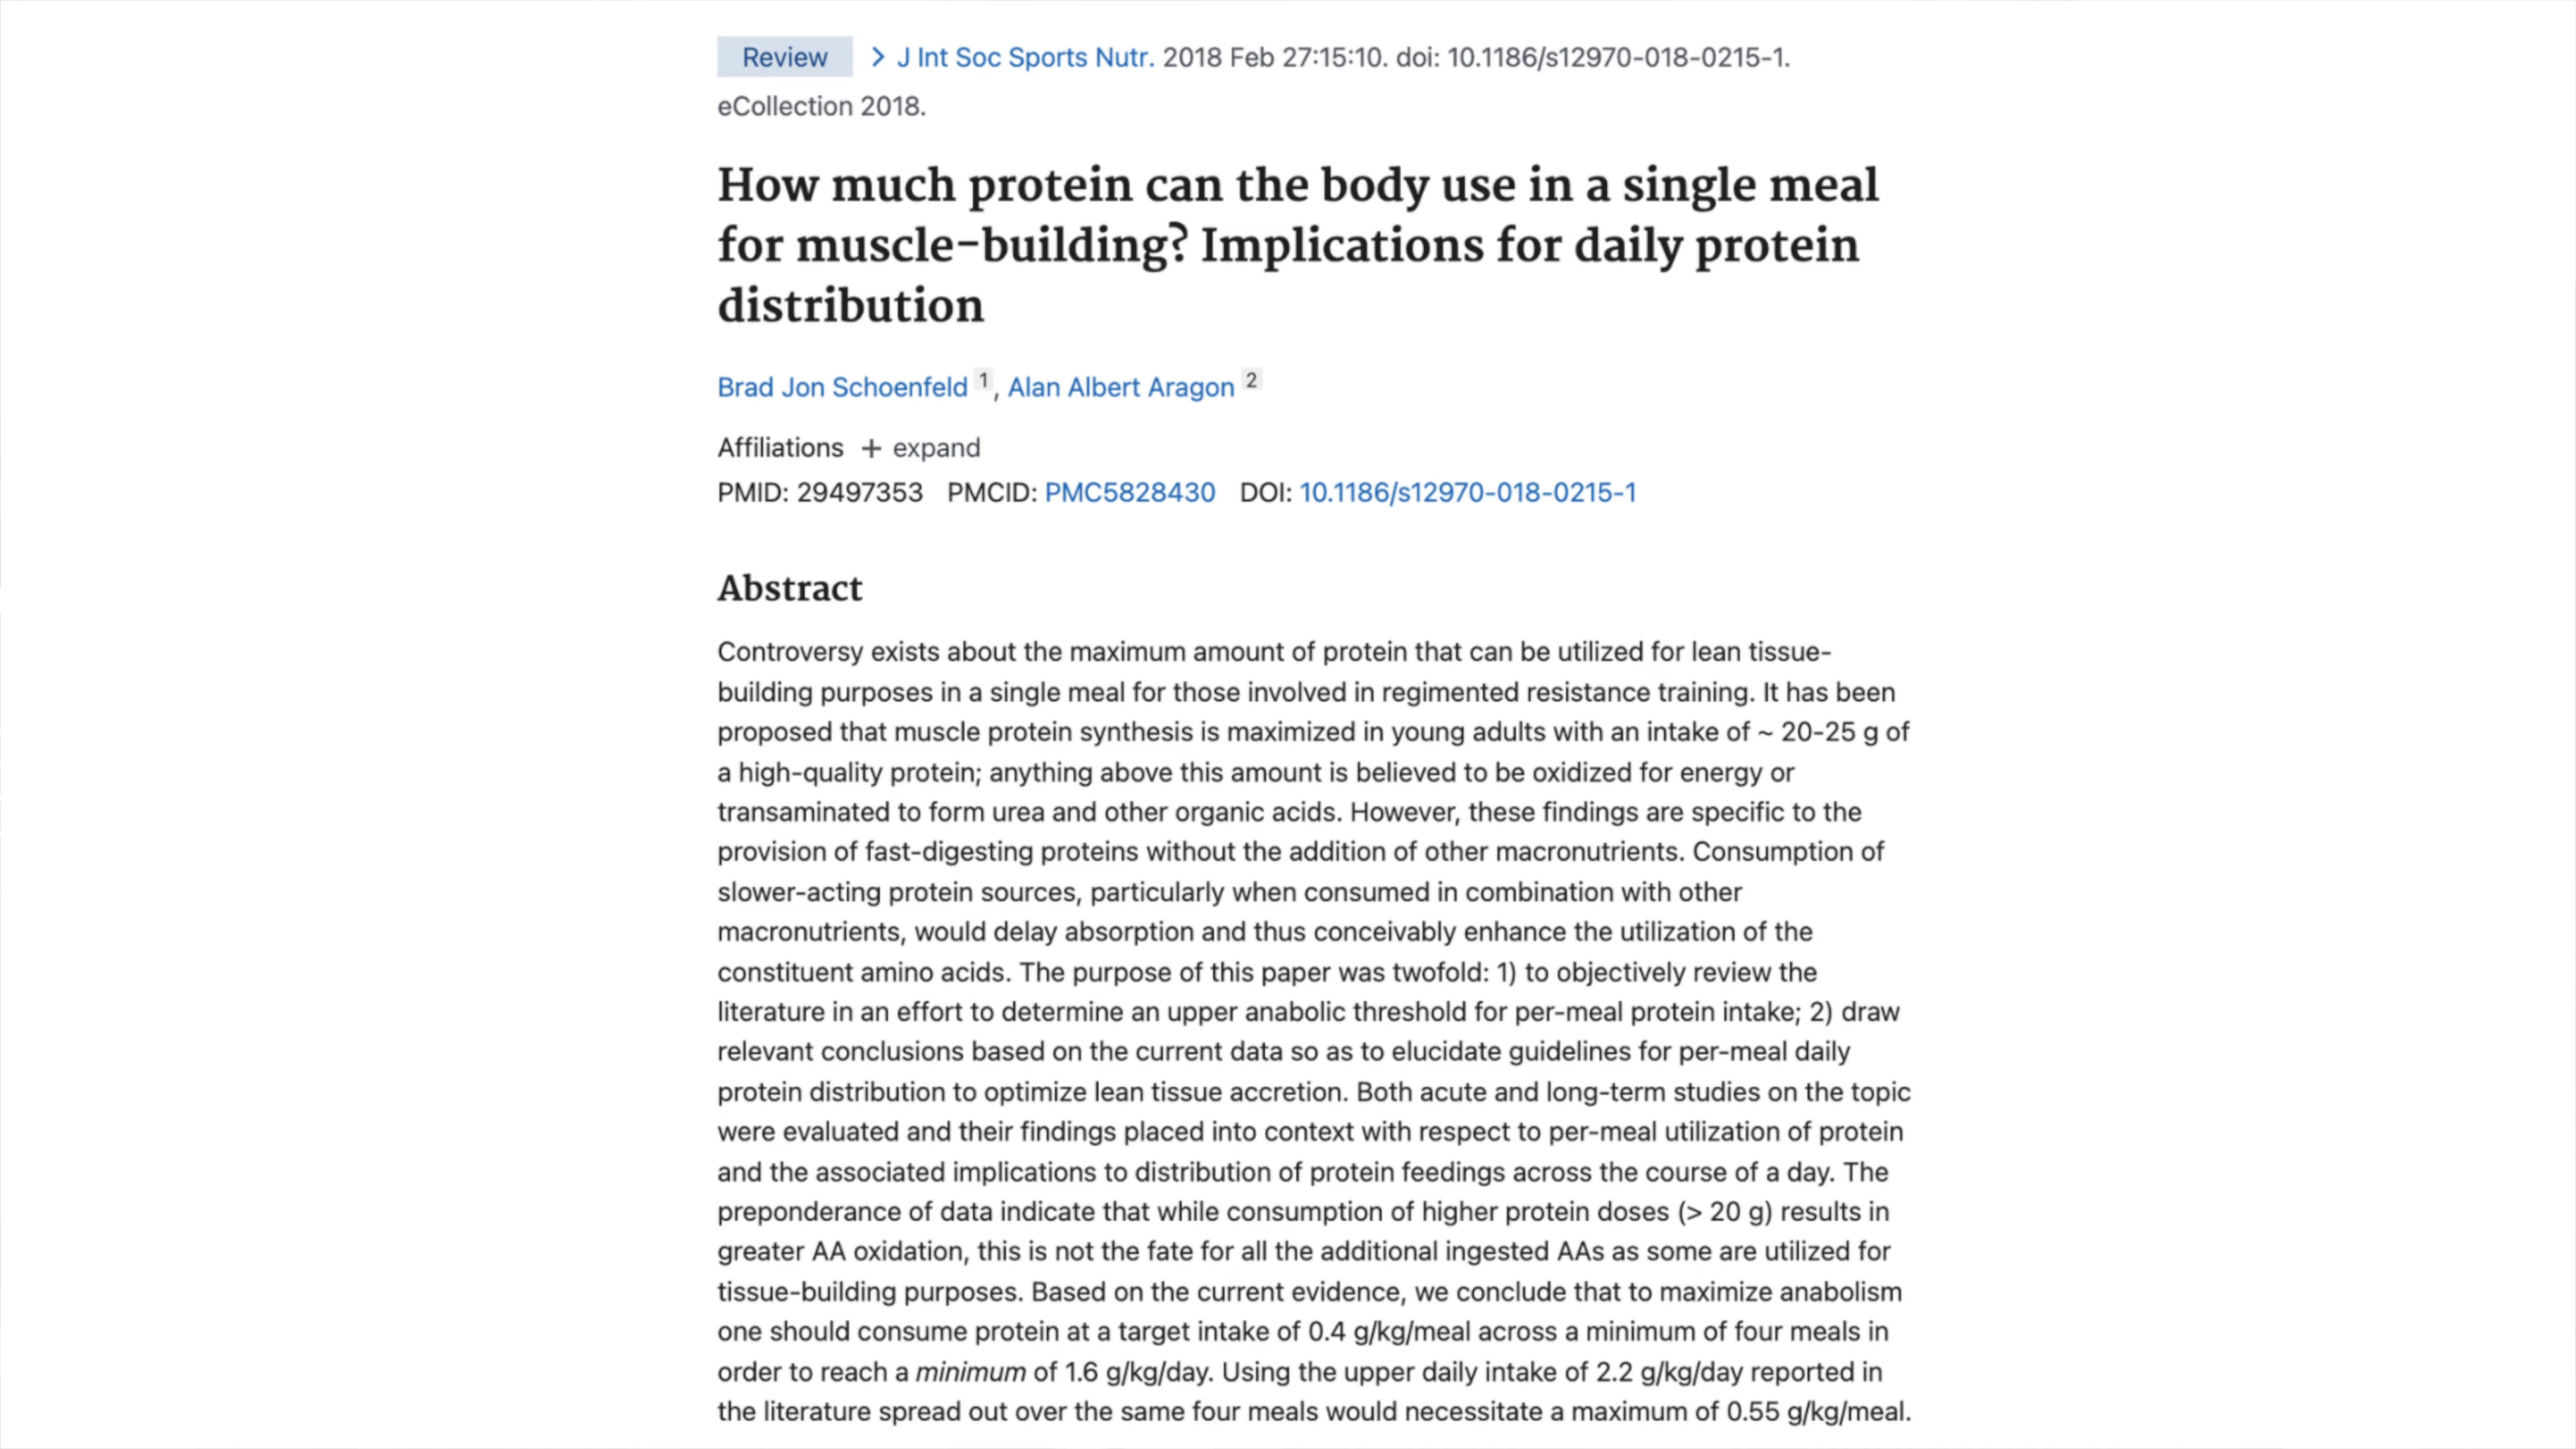 Review > J Int Soc Sports Nutr. 2018 Feb 27:15:10. doi: 10.1186/s12970-018-0215-1.
eCollection 2018.
How much protein can the body use in a single meal
for muscle-building? Implications for daily protein
distribution
Brad Jon Schoenfeld 1, Alan Albert Aragon 2
Affiliations + expand
PMID: 29497353 PMCID: PMC5828430 DOI: 10.1186/s12970-018-0215-1
Abstract
Controversy exists about the maximum amount of protein that can be utilized for lean tissue-
building purposes in a single meal for those involved in regimented resistance training. It has been
proposed that muscle protein synthesis is maximized in young adults with an intake of ~ 20-25 g of
a high-quality protein; anything above this amount is believed to be oxidized for energy or
transaminated to form urea and other organic acids. However, these findings are specific to the
provision of fast-digesting proteins without the addition of other macronutrients. Consumption of
slower-acting protein sources, particularly when consumed in combination with other
macronutrients, would delay absorption and thus conceivably enhance the utilization of the
constituent amino acids. The purpose of this paper was twofold: 1) to objectively review the
literature in an effort to determine an upper anabolic threshold for per-meal protein intake; 2) draw
relevant conclusions based on the current data so as to elucidate guidelines for per-meal daily
protein distribution to optimize lean tissue accretion. Both acute and long-term studies on the topic
were evaluated and their findings placed into context with respect to per-meal utilization of protein
and the associated implications to distribution of protein feedings across the course of a day. The
preponderance of data indicate that while consumption of higher protein doses (> 20 g) results in
greater AA oxidation, this is not the fate for all the additional ingested AAs as some are utilized for
tissue-building purposes. Based on the current evidence, we conclude that to maximize anabolism
one should consume protein at a target intake of 0.4 g/kg/meal across a minimum of four meals in
order to reach a minimum of 1.6 g/kg/day. Using the upper daily intake of 2.2 g/kg/day reported in
the literature spread out over the same four meals would necessitate a maximum of 0.55 g/kg/meal.